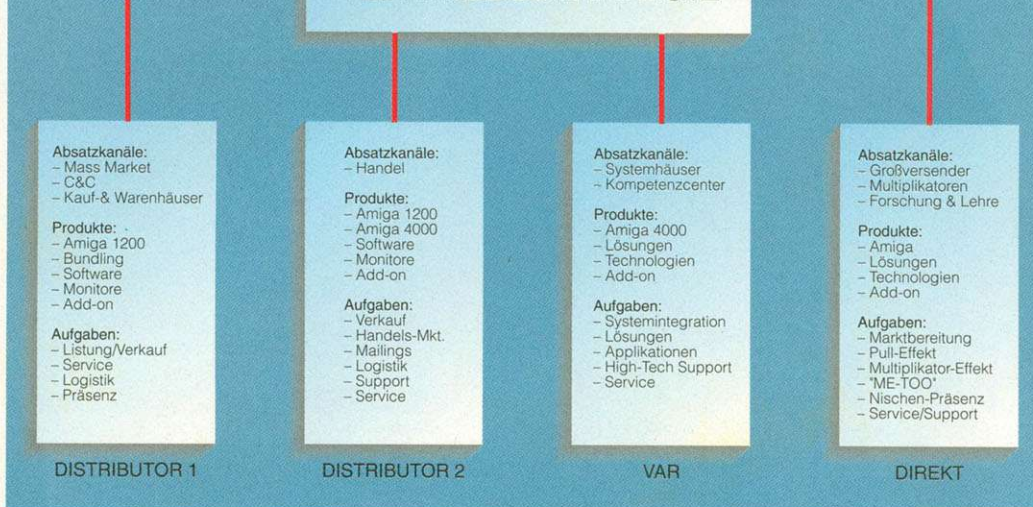 Absatzkanäle:
– Mass Market
– C&C
– Kauf-& Warenhäuser
Produkte:
– Amiga 1200
– Bundling
– Software
– Monitore
– Add-on
Aufgaben:
– Listung/Verkauf
– Service
– Logistik
– Präsenz
DISTRIBUTOR 1
Absatzkanäle:
– Handel
Produkte:
– Amiga 1200
– Amiga 4000
– Software
– Monitore
– Add-on
Aufgaben:
– Verkauf
– Handels-Mkt.
– Mailings
– Logistik
– Support
– Service
DISTRIBUTOR 2
Absatzkanäle:
– Systemhäuser
– Kompetenzcenter
Produkte:
– Amiga 4000
– Lösungen
– Technologien
– Add-on
Aufgaben:
– Systemintegration
– Lösungen
– Applikationen
– High-Tech Support
– Service
VAR
Absatzkanäle:
– Großversender
– Multiplikatoren
– Forschung & Lehre
Produkte:
– Amiga
– Lösungen
– Technologien
– Add-on
Aufgaben:
– Marktbereitung
– Pull-Effekt
– Multiplikator-Effekt
– "ME-TOO"
– Nischen-Präsenz
– Service/Support
DIREKT